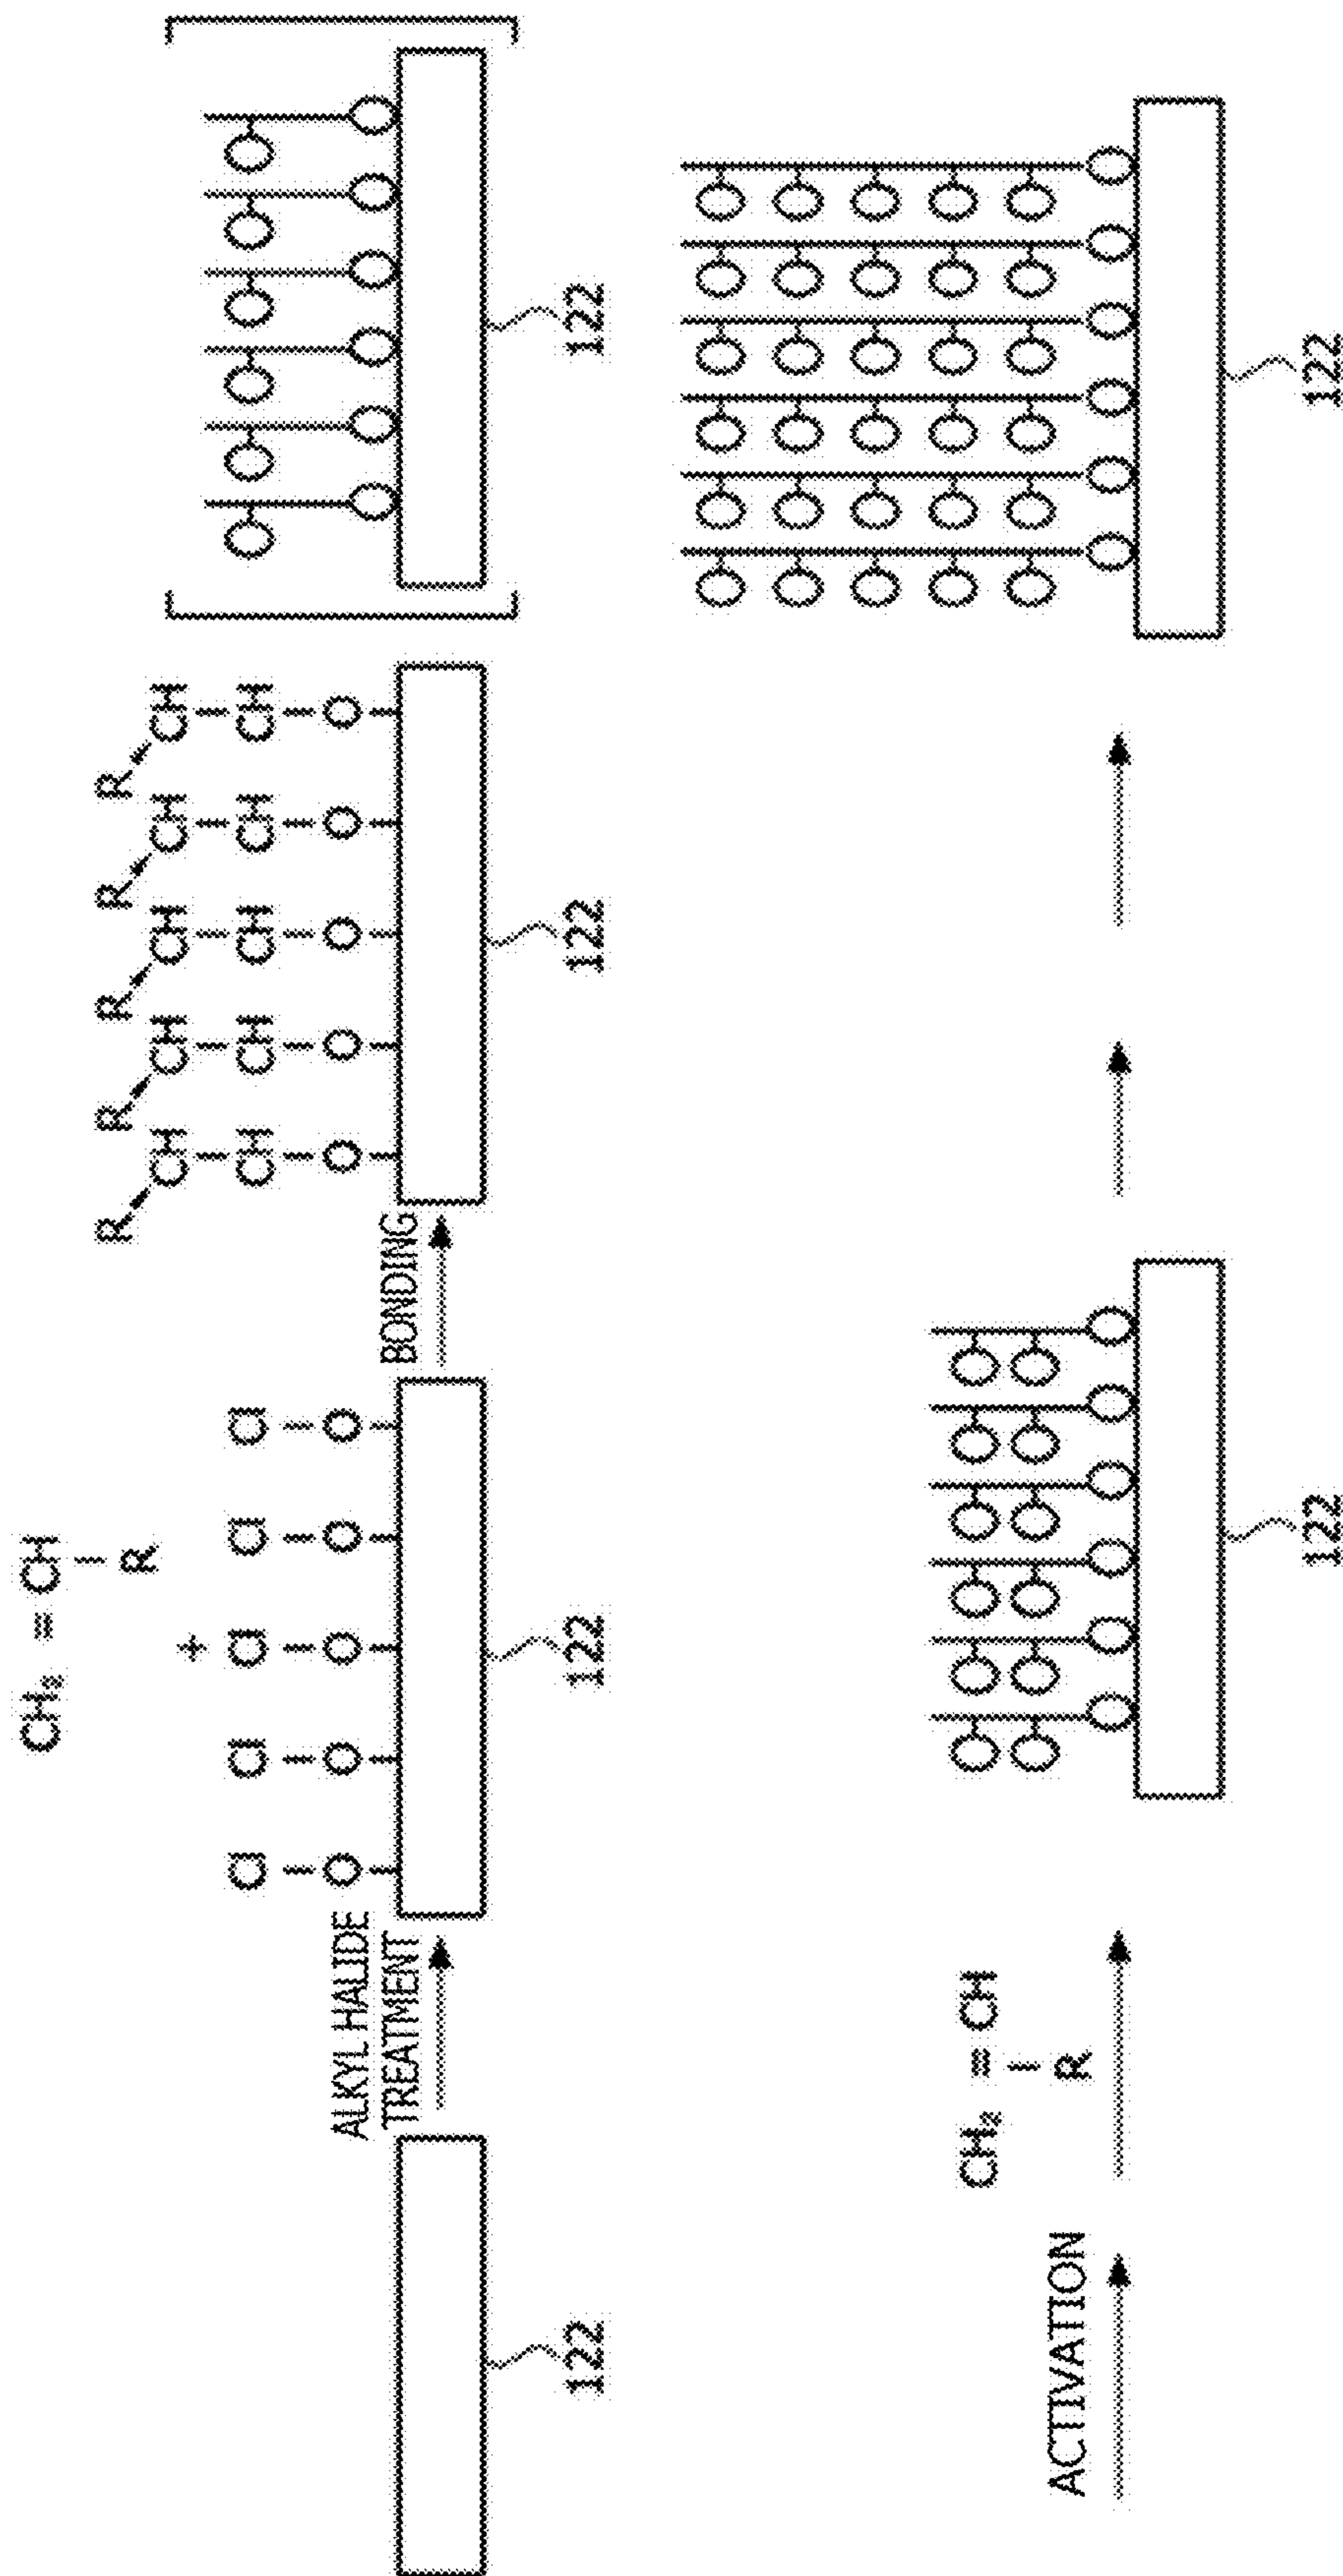 CH₂ = CH
R
+
R R R R R
CH CH CH CH CH
Cl Cl Cl Cl Cl
CH CH CH CH CH
O O O O O
O O O O O
ALKYL HALIDE
TREATMENT
BONDING
122 122 122 122
CH₂ = CH
R
ACTIVATION
122 122